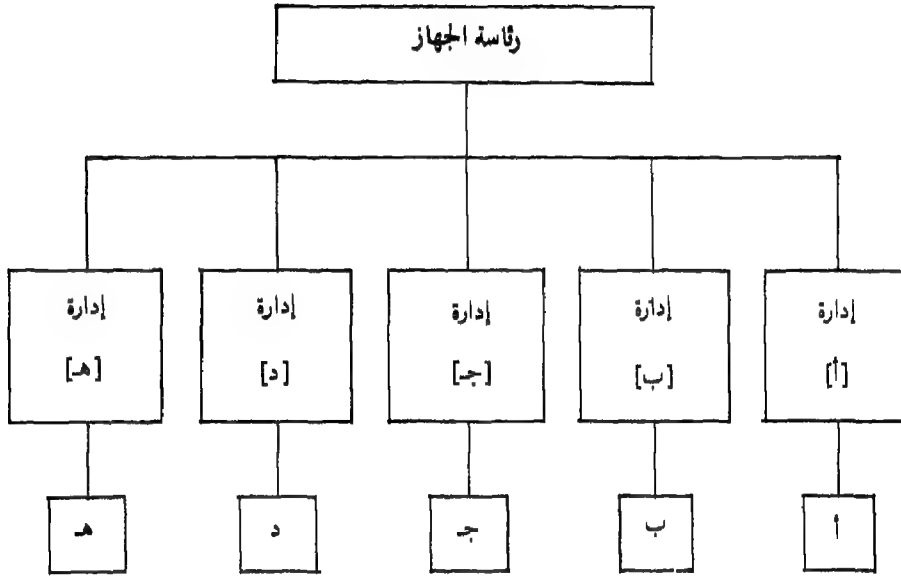 رئاسة الجهاز
إدارة
[أ]
إدارة
[ب]
إدارة
[جـ]
إدارة
[د]
إدارة
[هـ]
أ
ب
جـ
د
هـ